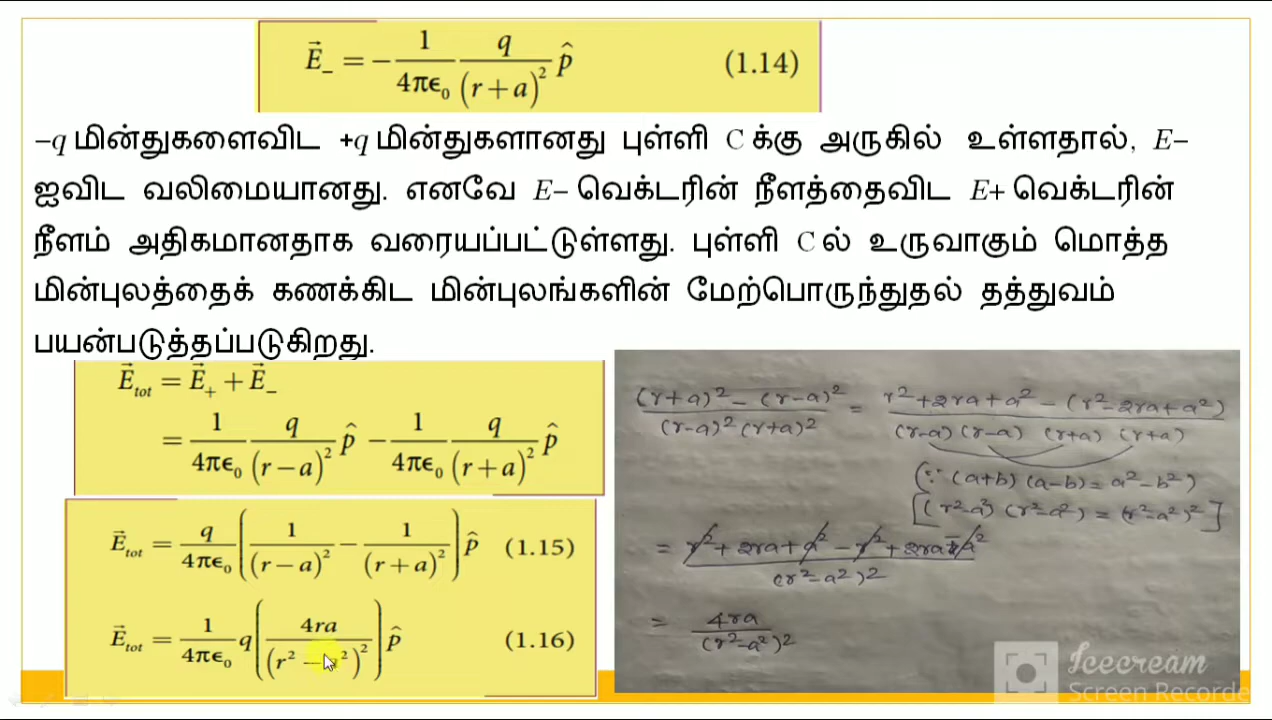 E⃗₋ = − 1/4πϵ₀ q/(r+a)² p̂ (1.14)
–q மின்துகளைவிட +q மின்துகளானது புள்ளி C க்கு அருகில் உள்ளதால், E–
ஐவிட வலிமையானது. எனவே E– வெக்டரின் நீளத்தைவிட E+ வெக்டரின்
நீளம் அதிகமானதாக வரையப்பட்டுள்ளது. புள்ளி C ல் உருவாகும் மொத்த
மின்புலத்தைக் கணக்கிட மின்புலங்களின் மேற்பொருந்துதல் தத்துவம்
பயன்படுத்தப்படுகிறது.
E⃗tot = E⃗₊ + E⃗₋
= 1/4πϵ₀ q/(r−a)² p̂ − 1/4πϵ₀ q/(r+a)² p̂
E⃗tot = q/4πϵ₀ (1/(r−a)² − 1/(r+a)²) p̂ (1.15)
E⃗tot = 1/4πϵ₀ q(4ra/(r² − ²)²) p̂ (1.16)
(r+a)² − (r−a)²/(r−a)² (r+a)² = r²+2ra+a² − (r²−2ra+a²)/(r−a) (r−a) (r+a) (r+a)
(∵ (a+b) (a−b) = a²−b²)
[(r²−a²) (r²−a²) = (r²−a²)²]
= r²+2ra+a² − r²+2ra−a²/(r²−a²)²
= 4ra/(r²−a²)²
Icecream
Screen Recorde